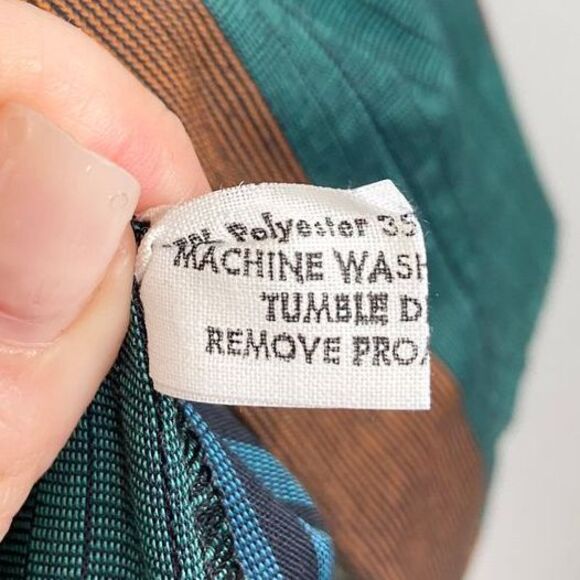 Polyester 35
MACHINE WASH
TUMBLE D
REMOVE PRO